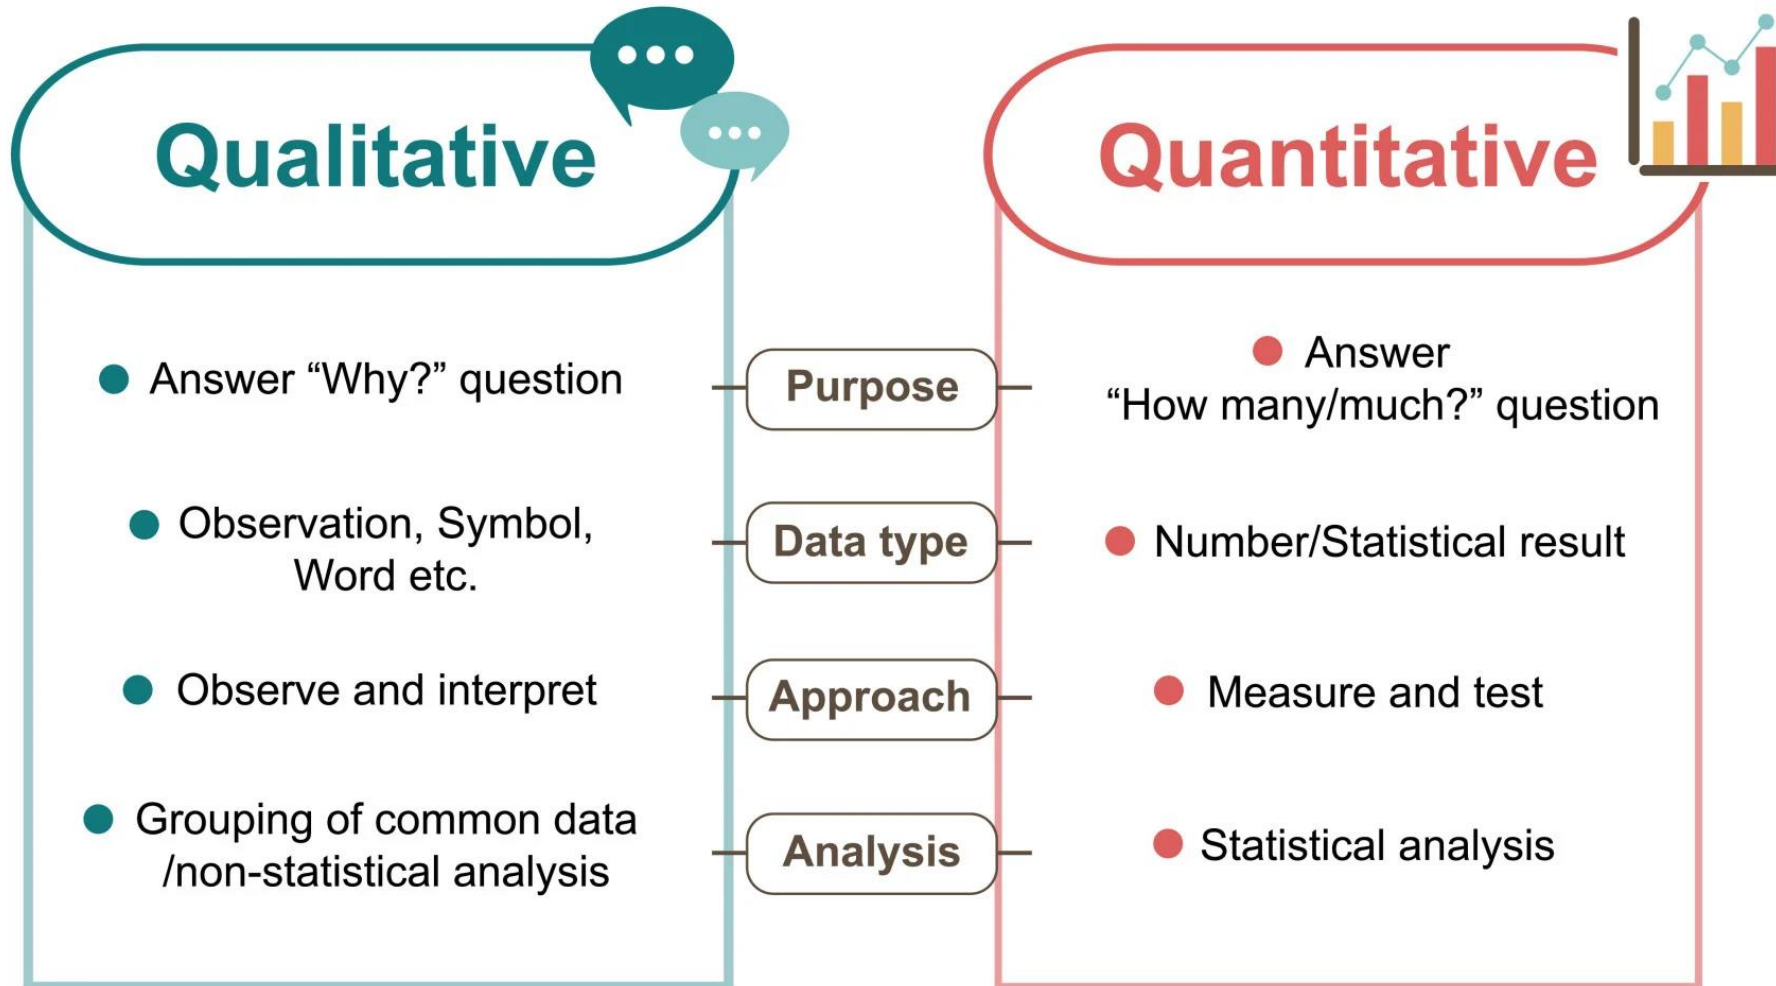 Qualitative
Quantitative
Answer “Why?” question
Purpose
Answer
“How many/much?” question
Observation, Symbol,
Word etc.
Data type
Number/Statistical result
Observe and interpret
Approach
Measure and test
Grouping of common data
/non-statistical analysis
Analysis
Statistical analysis